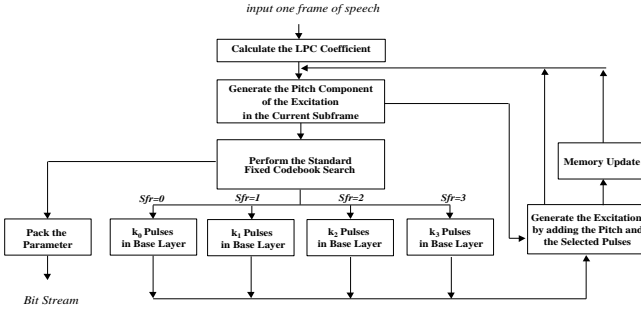 input one frame of speech
Calculate the LPC Coefficient
Generate the Pitch Component
of the Excitation
in the Current Subframe
Perform the Standard
Fixed Codebook Search
Memory Update
Sfr=0
Sfr=1
Sfr=2
Sfr=3
Pack the
Parameter
k₀ Pulses
in Base Layer
k₁ Pulses
in Base Layer
k₂ Pulses
in Base Layer
k₃ Pulses
in Base Layer
Generate the Excitation
by adding the Pitch and
the Selected Pulses
Bit Stream